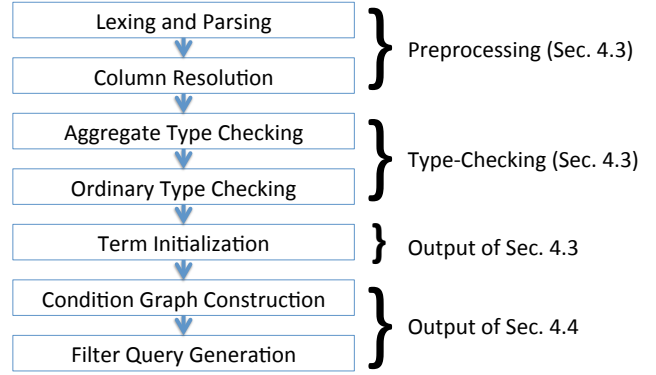 Lexing and Parsing
Column Resolution
Preprocessing (Sec. 4.3)
Aggregate Type Checking
Ordinary Type Checking
Type-Checking (Sec. 4.3)
Term Initialization
Output of Sec. 4.3
Condition Graph Construction
Filter Query Generation
Output of Sec. 4.4